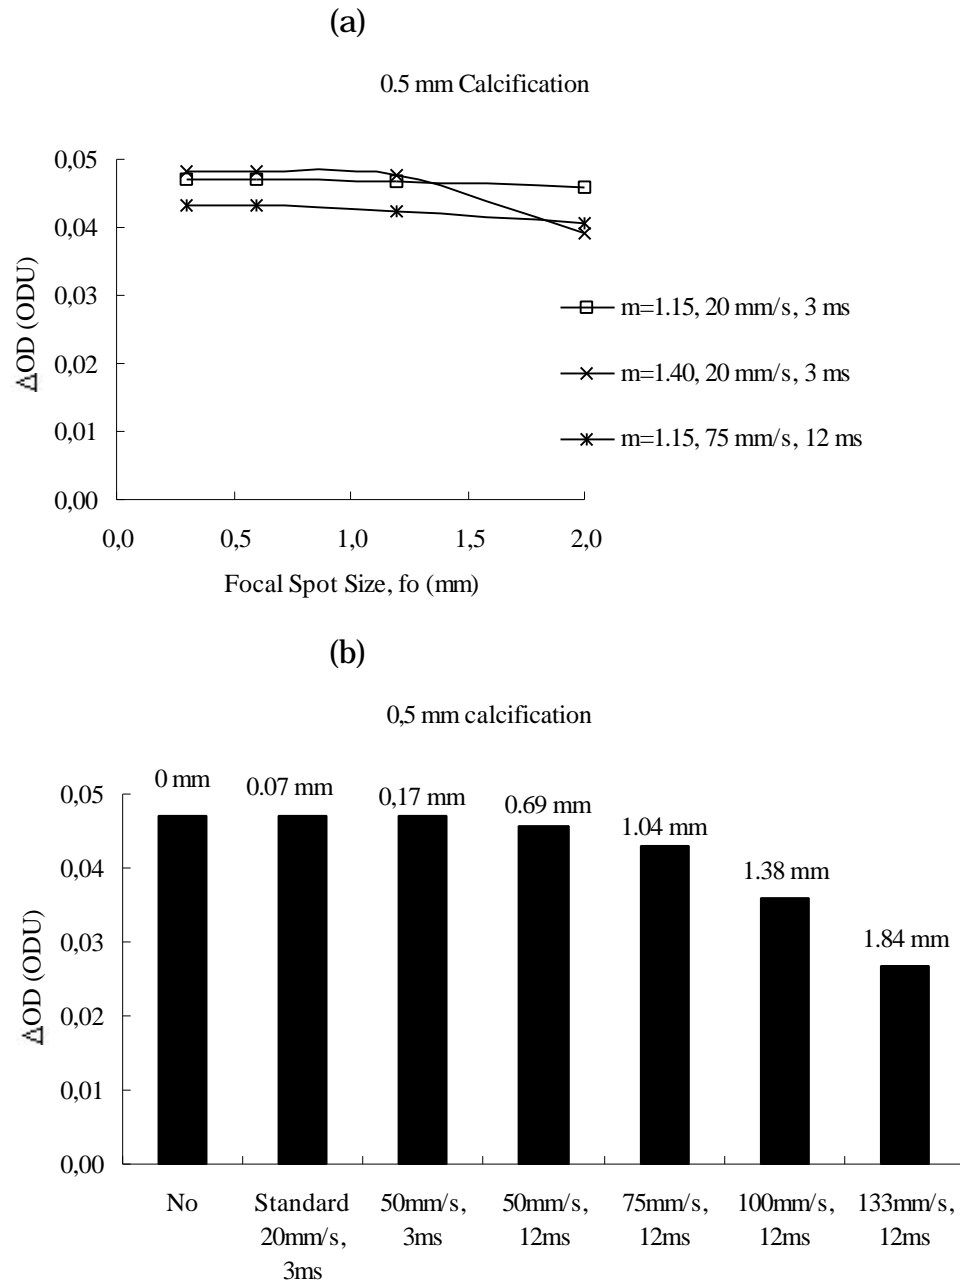 (a)
0.5 mm Calcification
0,05
0,04
0,03
0,02
0,01
0,00
ΔOD (ODU)
0,0 0,5 1,0 1,5 2,0
Focal Spot Size, fo (mm)
m=1.15, 20 mm/s, 3 ms
m=1.40, 20 mm/s, 3 ms
m=1.15, 75 mm/s, 12 ms
(b)
0,5 mm calcification
0 mm 0.07 mm 0,17 mm 0.69 mm 1.04 mm 1.38 mm 1.84 mm
0,05
0,04
0,03
0,02
0,01
0,00
ΔOD (ODU)
No Standard 50mm/s, 50mm/s, 75mm/s, 100mm/s, 133mm/s,
20mm/s, 3ms 12ms 12ms 12ms 12ms
3ms